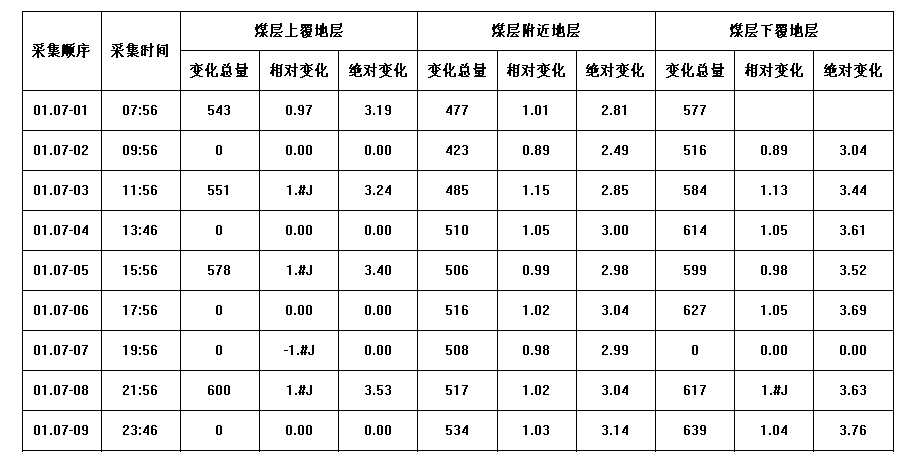 采集顺序 采集时间 煤层上覆地层 煤层附近地层 煤层下覆地层
变化总量 相对变化 绝对变化 变化总量 相对变化 绝对变化 变化总量 相对变化 绝对变化
01.07-01 07:56 543 0.97 3.19 477 1.01 2.81 577
01.07-02 09:56 0 0.00 0.00 423 0.89 2.49 516 0.89 3.04
01.07-03 11:56 551 1.#J 3.24 485 1.15 2.85 584 1.13 3.44
01.07-04 13:46 0 0.00 0.00 510 1.05 3.00 614 1.05 3.61
01.07-05 15:56 578 1.#J 3.40 506 0.99 2.98 599 0.98 3.52
01.07-06 17:56 0 0.00 0.00 516 1.02 3.04 627 1.05 3.69
01.07-07 19:56 0 -1.#J 0.00 508 0.98 2.99 0 0.00 0.00
01.07-08 21:56 600 1.#J 3.53 517 1.02 3.04 617 1.#J 3.63
01.07-09 23:46 0 0.00 0.00 534 1.03 3.14 639 1.04 3.76